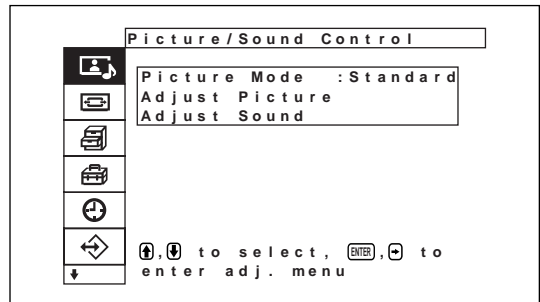 Picture/Sound Control
Picture Mode :Standard
Adjust Picture
Adjust Sound
⬆,⬇ to select, ENTER,➡ to
enter adj. menu